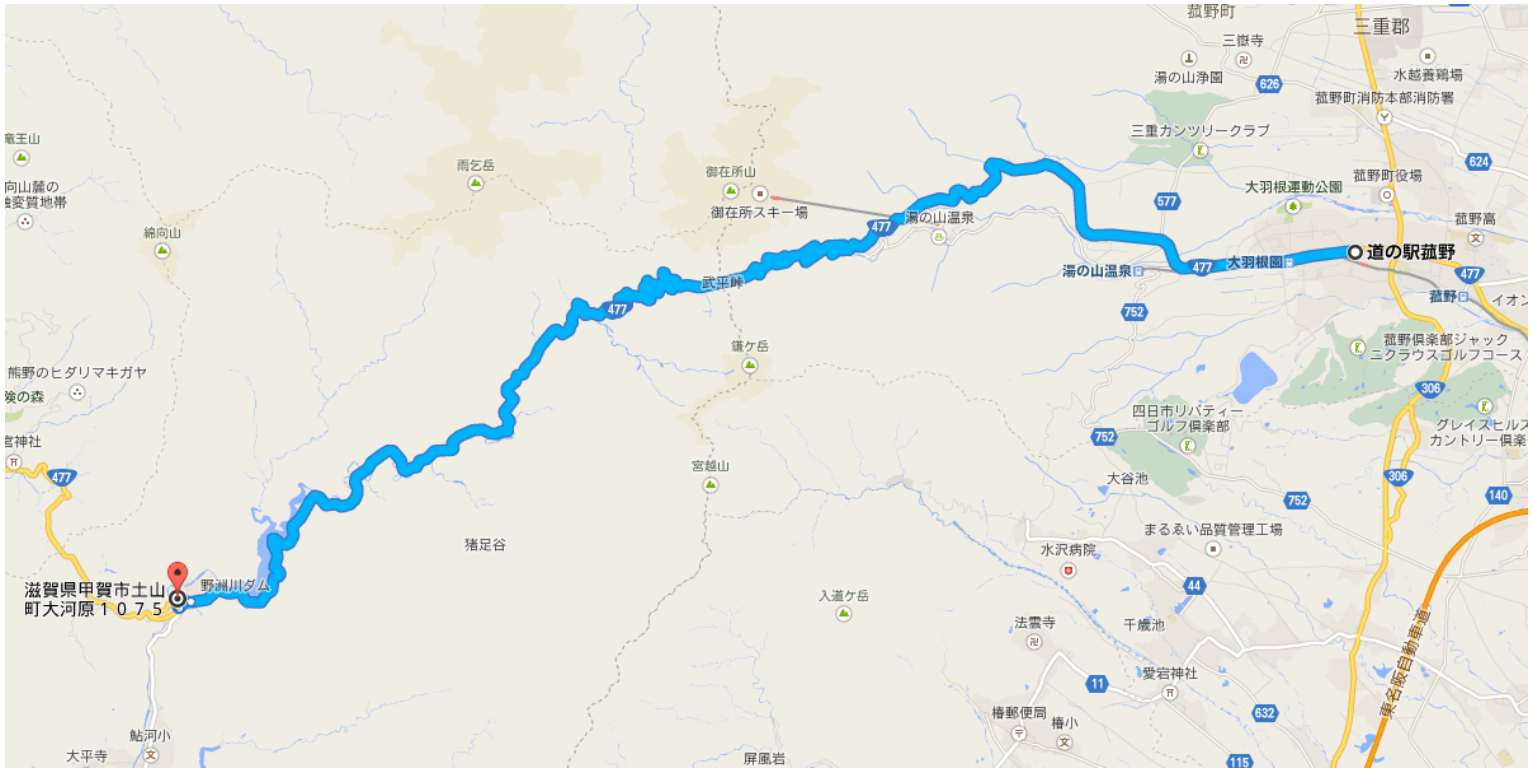 菰野町
三重郡
三嶽寺
水越養鶏場
湯の山浄園
626
菰野町消防本部消防署
竜王山
三重カンツリークラブ
624
雨乞岳
御在所山
菰野町役場
向山麓の
変質地帯
大羽根運動公園
御在所スキー場
577
湯の山温泉
菰野高
477
綿向山
道の駅菰野
大羽根園
湯の山温泉
477
477
武平峠
菰野
イオン
477
752
鎌ケ岳
菰野倶楽部ジャック
ニクラウスゴルフコース
熊野のヒダリマキガヤ
306
険の森
四日市リバティー
ゴルフ倶楽部
グレイスヒルズ
カントリー倶楽
宮神社
752
477
宮越山
大谷池
306
752
140
まるゑい品質管理工場
猪足谷
水沢病院
野洲川ダム
44
滋賀県甲賀市土山
町大河原1075
入道ケ岳
法雲寺
千歳池
東名阪自動車道
愛宕神社
11
椿郵便局
椿小
632
鮎河小
大平寺
屏風岩
115